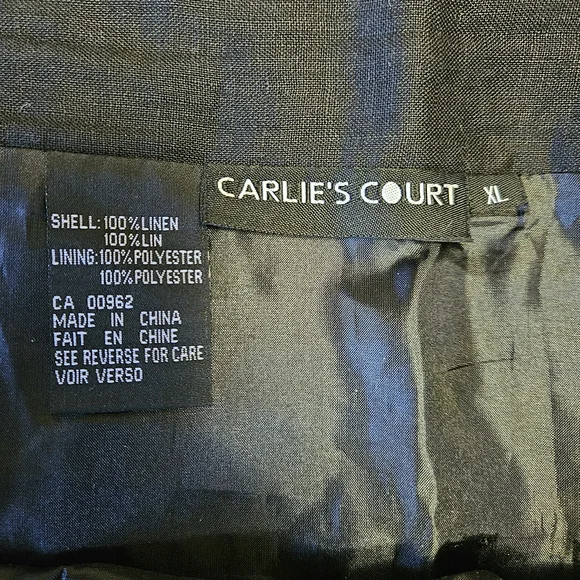 CARLIE'S COURT
XL
SHELL:100%LINEN
100%LIN
LINING:100%POLYESTER
100%POLYESTER
CA 00962
MADE IN CHINA
FAIT EN CHINE
SEE REVERSE FOR CARE
VOIR VERSO